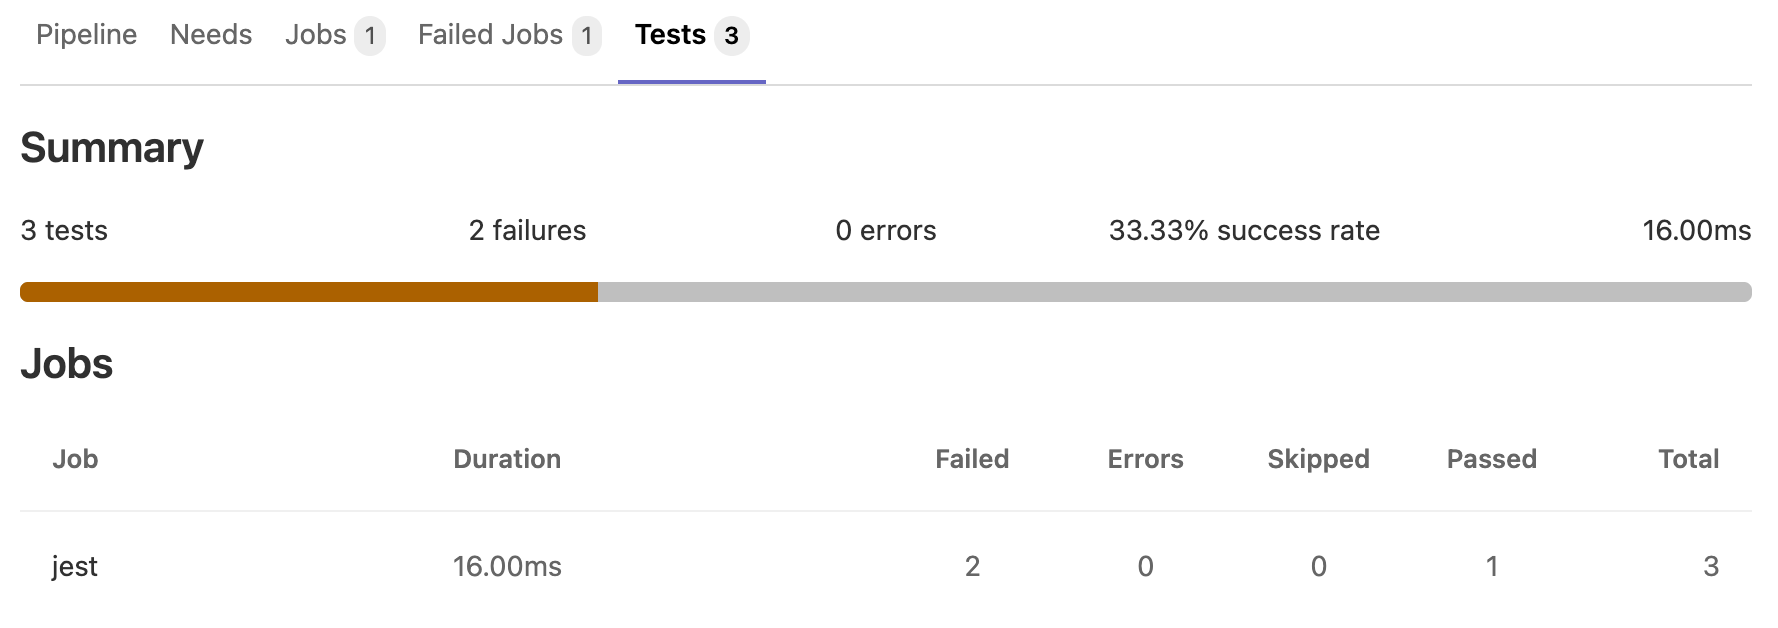 Pipeline Needs Jobs 1 Failed Jobs 1 Tests 3
Summary
3 tests 2 failures 0 errors 33.33% success rate 16.00ms
Jobs
Job Duration Failed Errors Skipped Passed Total
jest 16.00ms 2 0 0 1 3